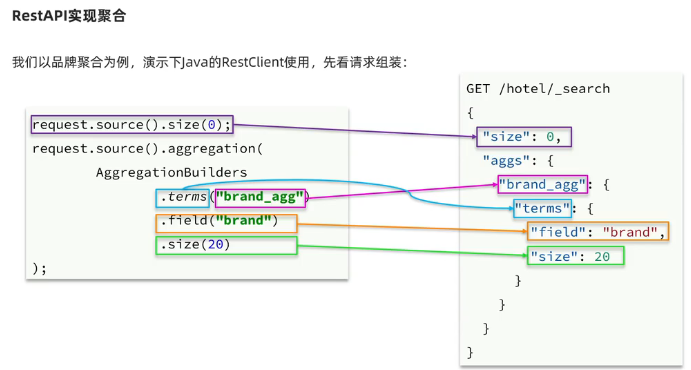 RestAPI实现聚合
我们以品牌聚合为例，演示下Java的RestClient使用，先看请求组装：
request.source().size(0);
request.source().aggregation(
AggregationBuilders
.terms("brand_agg")
.field("brand")
.size(20)
);
GET /hotel/_search
{
"size": 0,
"aggs": {
"brand_agg": {
"terms": {
"field": "brand",
"size": 20
}
}
}
}